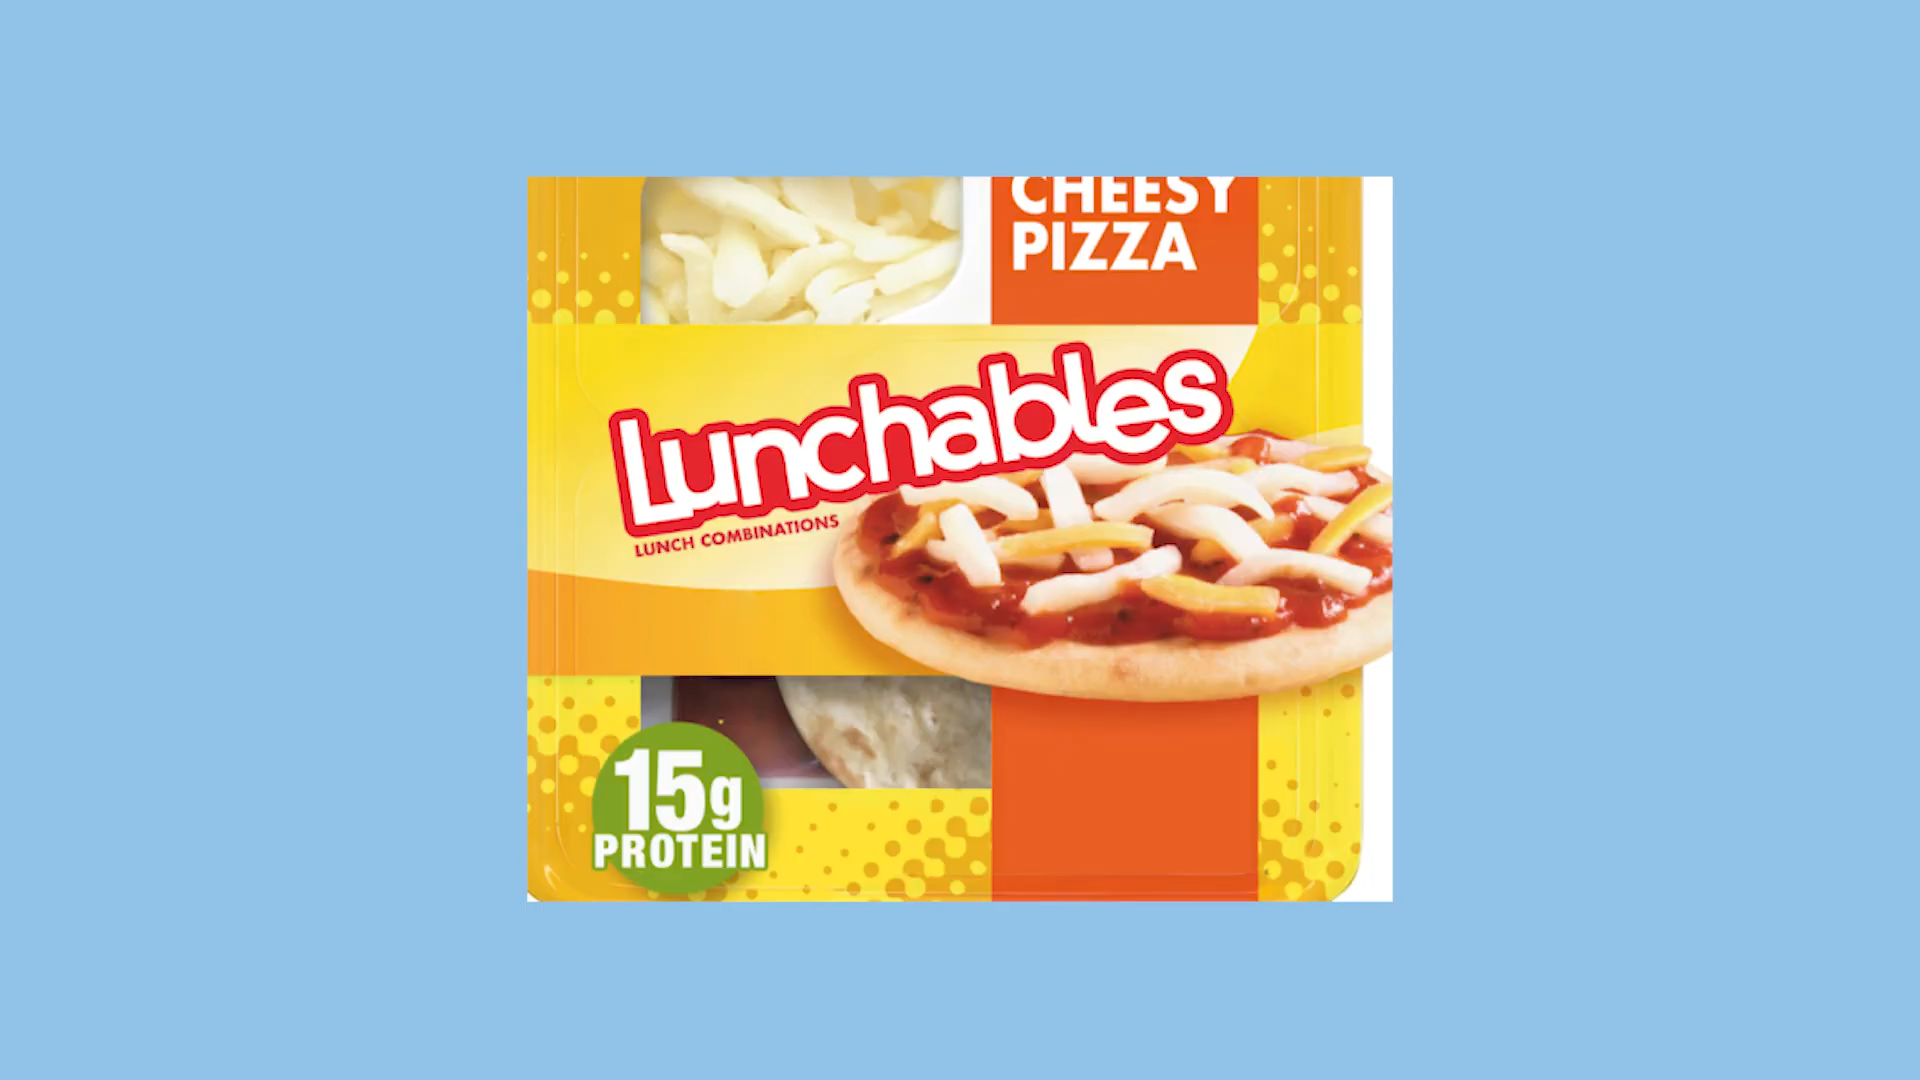 CHEESY
PIZZA
Lunchables
LUNCH COMBINATIONS
15g
PROTEIN